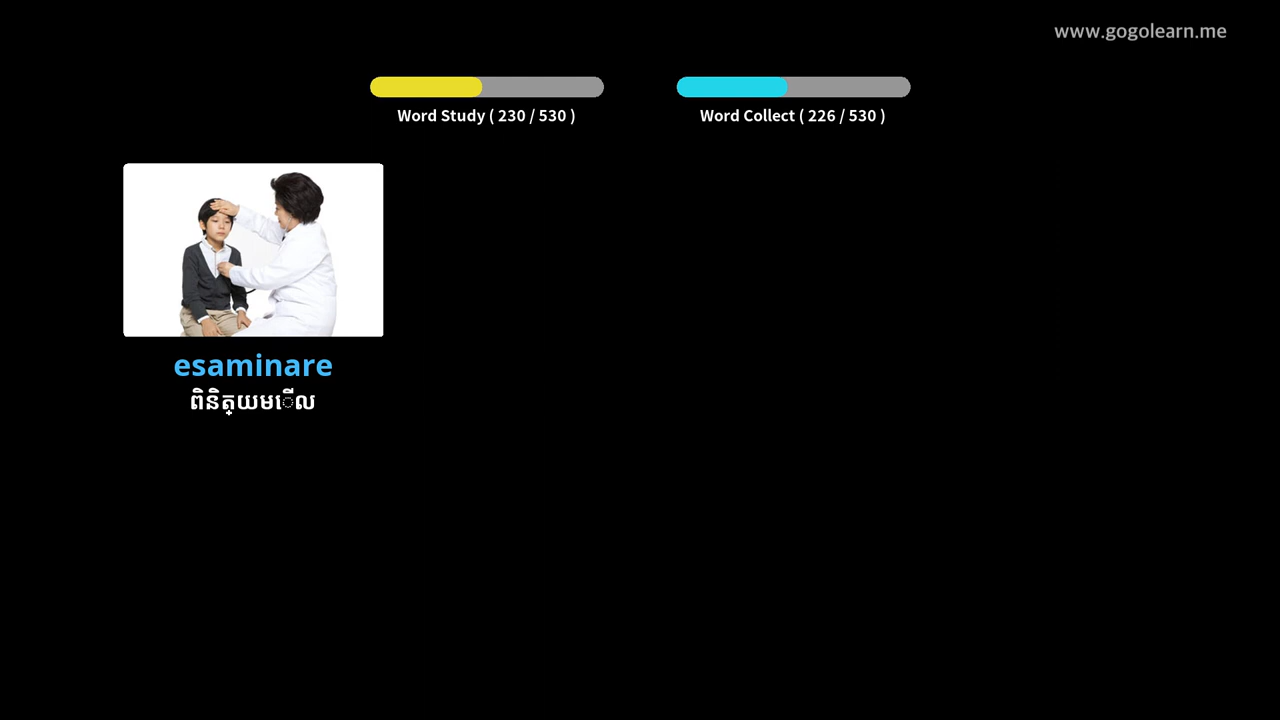 www.gogolearn.me
Word Study ( 230 / 530 )
Word Collect ( 226 / 530 )
esaminare
ពិនិត្យមើល